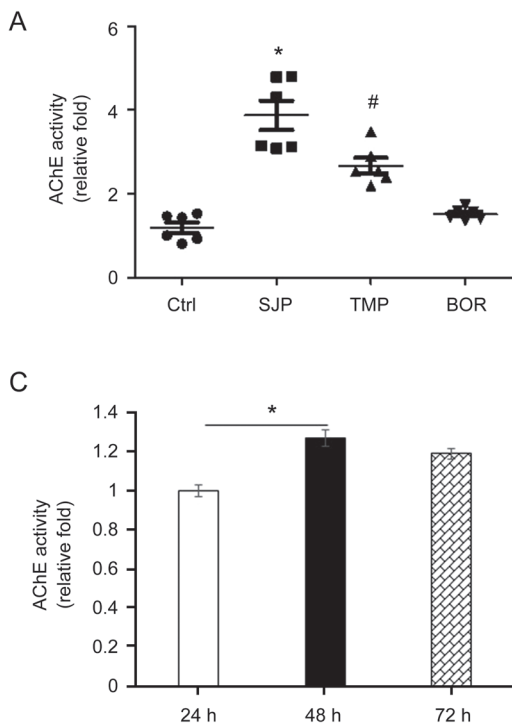 A
AChE activity
(relative fold)
6
4
2
0
*
#
Ctrl SJP TMP BOR
C
AChE activity
(relative fold)
1.4
1.2
1
0.8
0.6
0.4
0.2
0
*
24 h 48 h 72 h